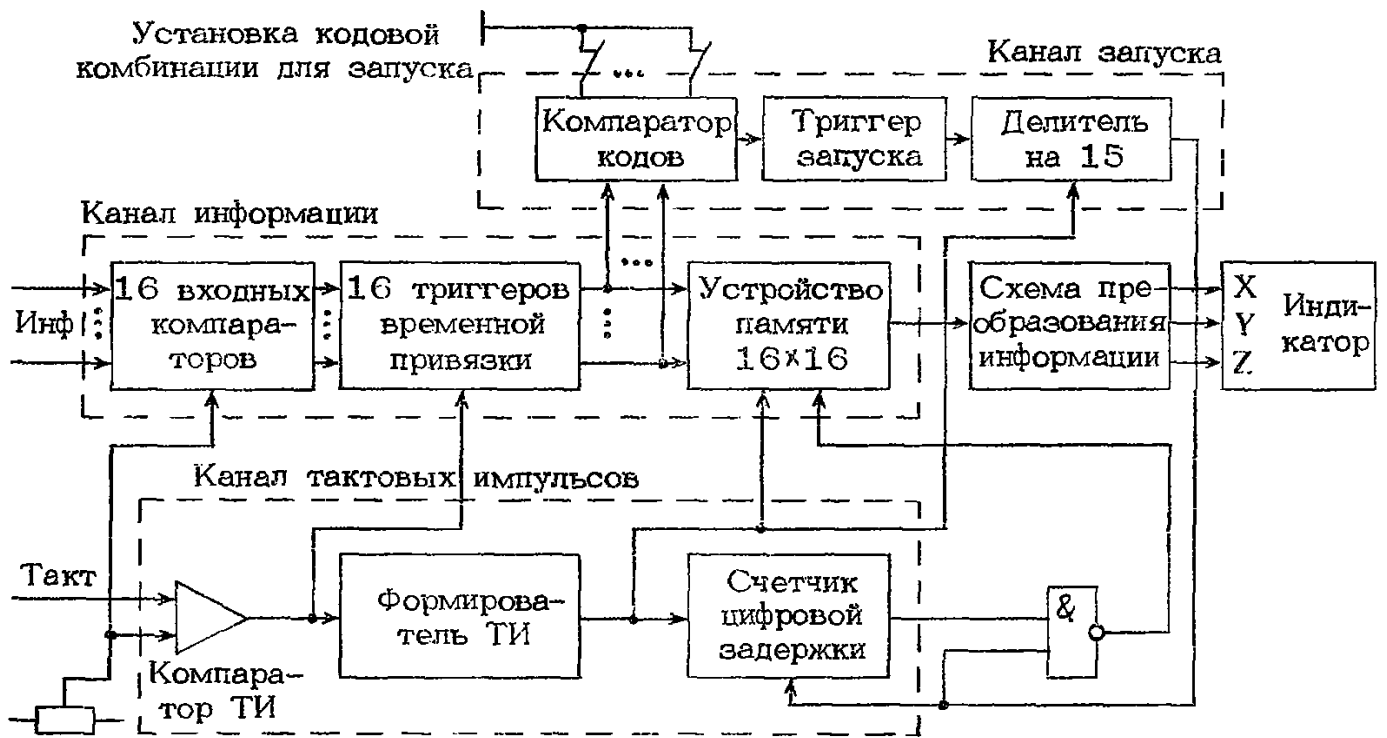 Установка кодовой
комбинации для запуска
Канал запуска
Компаратор
кодов
Триггер
запуска
Делитель
на 15
Канал информации
Инф
16 входных
компара-
торов
16 триггеров
временной
привязки
Устройство
памяти
16×16
Схема пре-
образования
информации
X
Y
Z
Инди-
катор
Канал тактовых импульсов
Такт
Компара-
тор ТИ
Формирова-
тель ТИ
Счетчик
цифровой
задержки
&